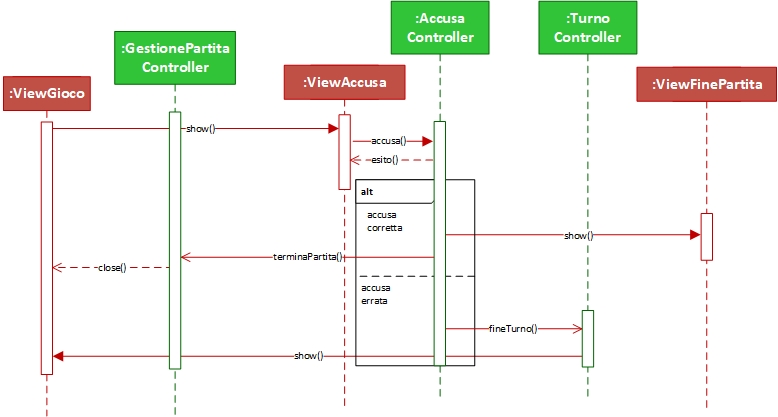 :Accusa
Controller
:Turno
Controller
:GestionePartita
Controller
:ViewGioco
:ViewAccusa
:ViewFinePartita
show()
accusa()
esito()
alt
accusa
corretta
show()
terminaPartita()
close()
accusa
errata
fineTurno()
show()